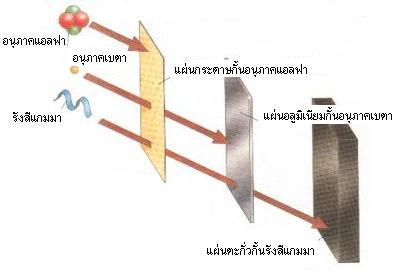 อนุภาคแอลฟา
อนุภาคเบตา
แผ่นกระดาษกั้นอนุภาคแอลฟา
รังสีแกมมา
แผ่นอลูมิเนียมกั้นอนุภาคเบตา
แผ่นตะกั่วกั้นรังสีแกมมา